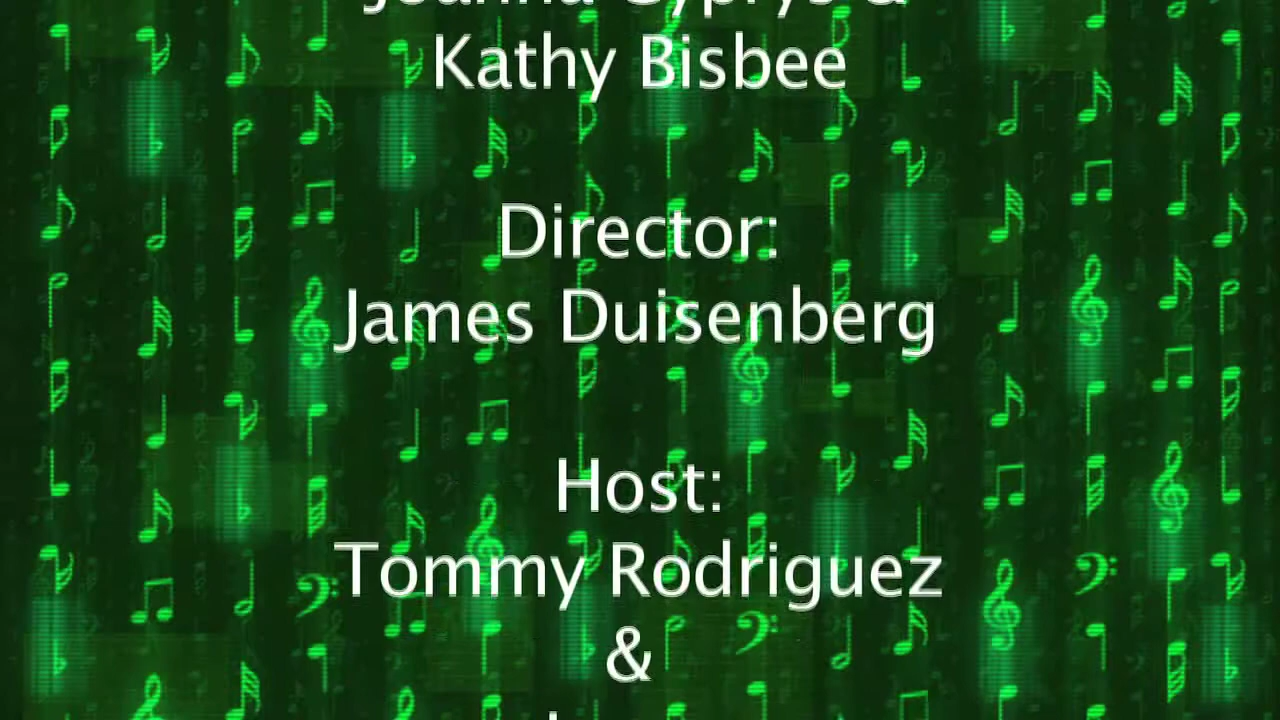 Kathy Bisbee
Director:
James Duisenberg
Host:
Tommy Rodriguez
&